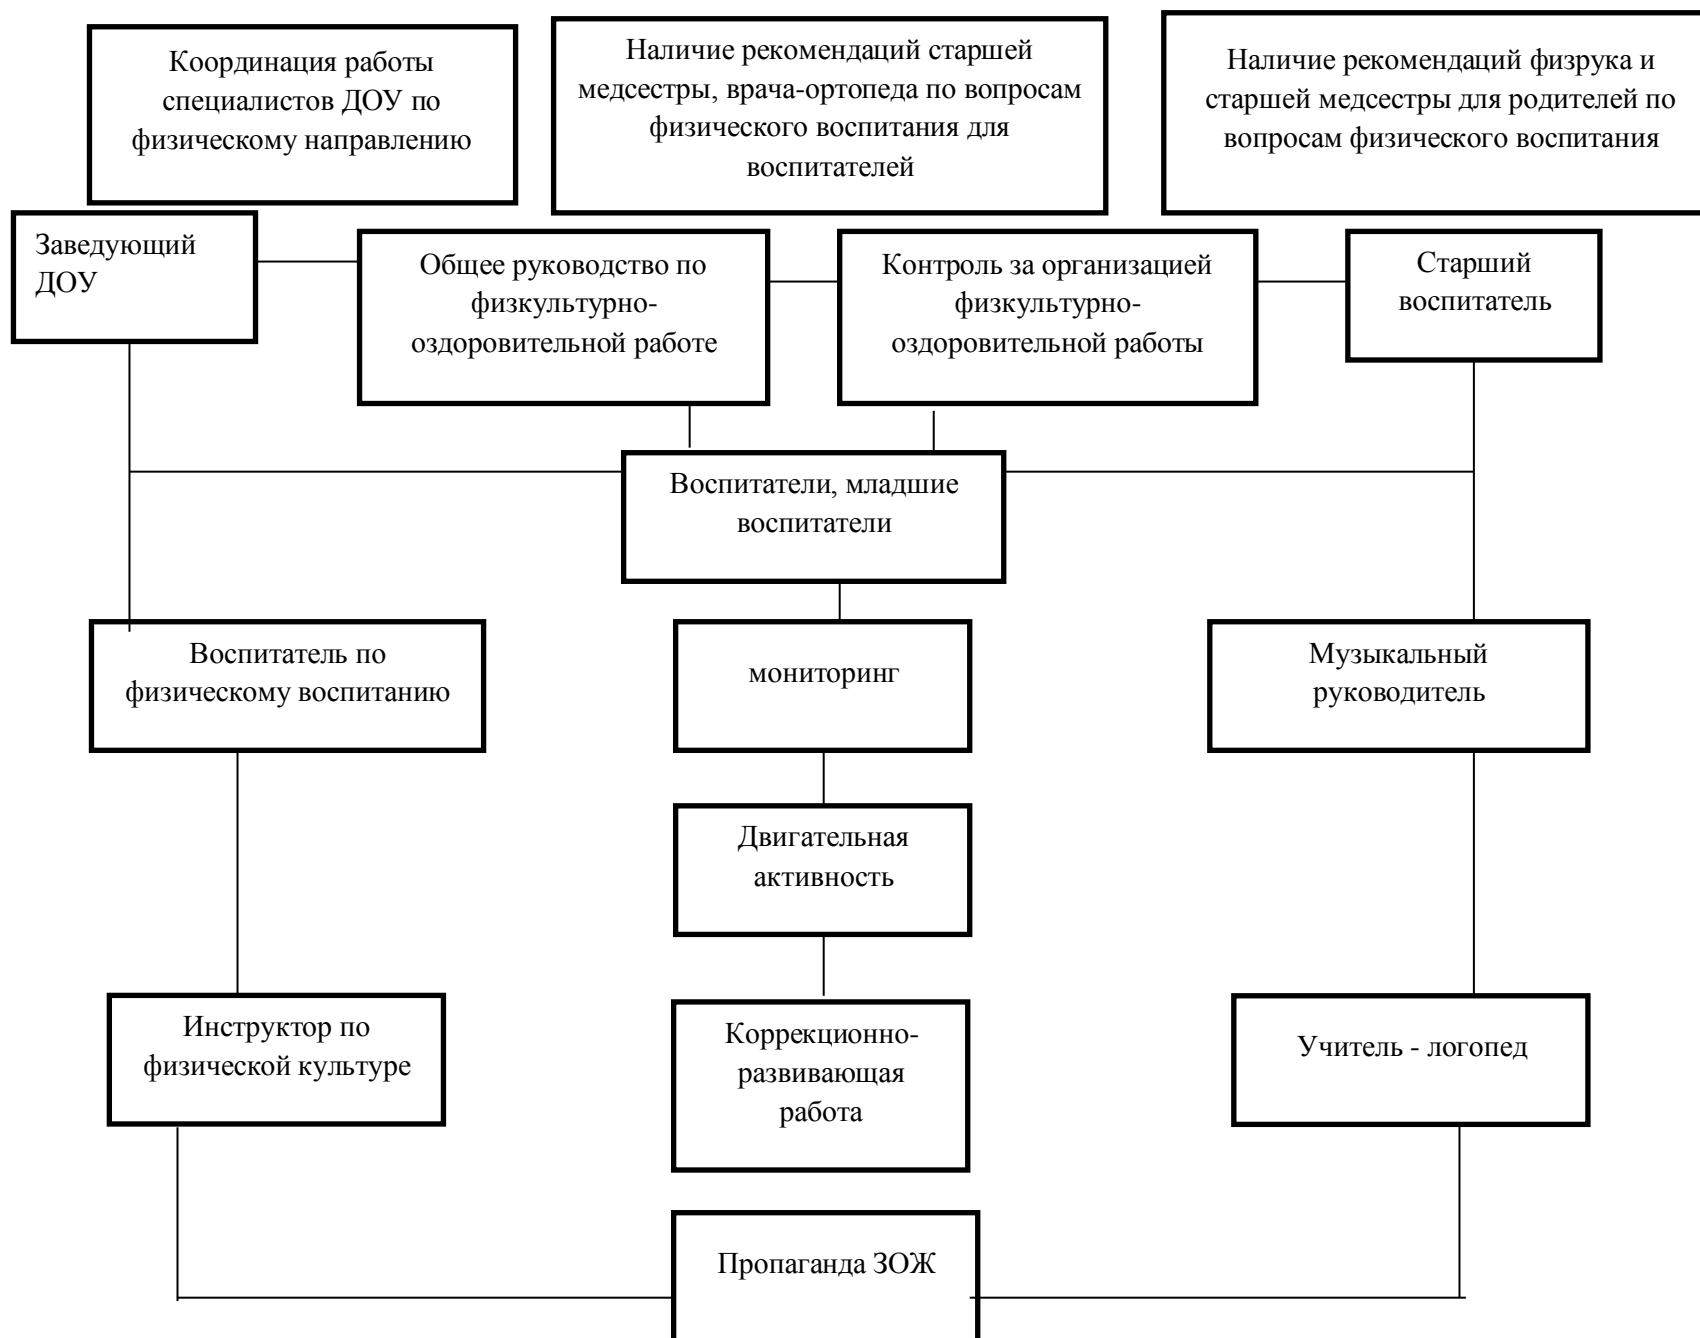 Координация работы
специалистов ДОУ по
физическому направлению
Наличие рекомендаций старшей
медсестры, врача-ортопеда по вопросам
физического воспитания для
воспитателей
Наличие рекомендаций физрука и
старшей медсестры для родителей по
вопросам физического воспитания
Заведующий
ДОУ
Общее руководство по
физкультурно-
оздоровительной работе
Контроль за организацией
физкультурно-
оздоровительной работы
Старший
воспитатель
Воспитатели, младшие
воспитатели
Воспитатель по
физическому воспитанию
мониторинг
Музыкальный
руководитель
Двигательная
активность
Инструктор по
физической культуре
Коррекционно-
развивающая
работа
Учитель - логопед
Пропаганда ЗОЖ